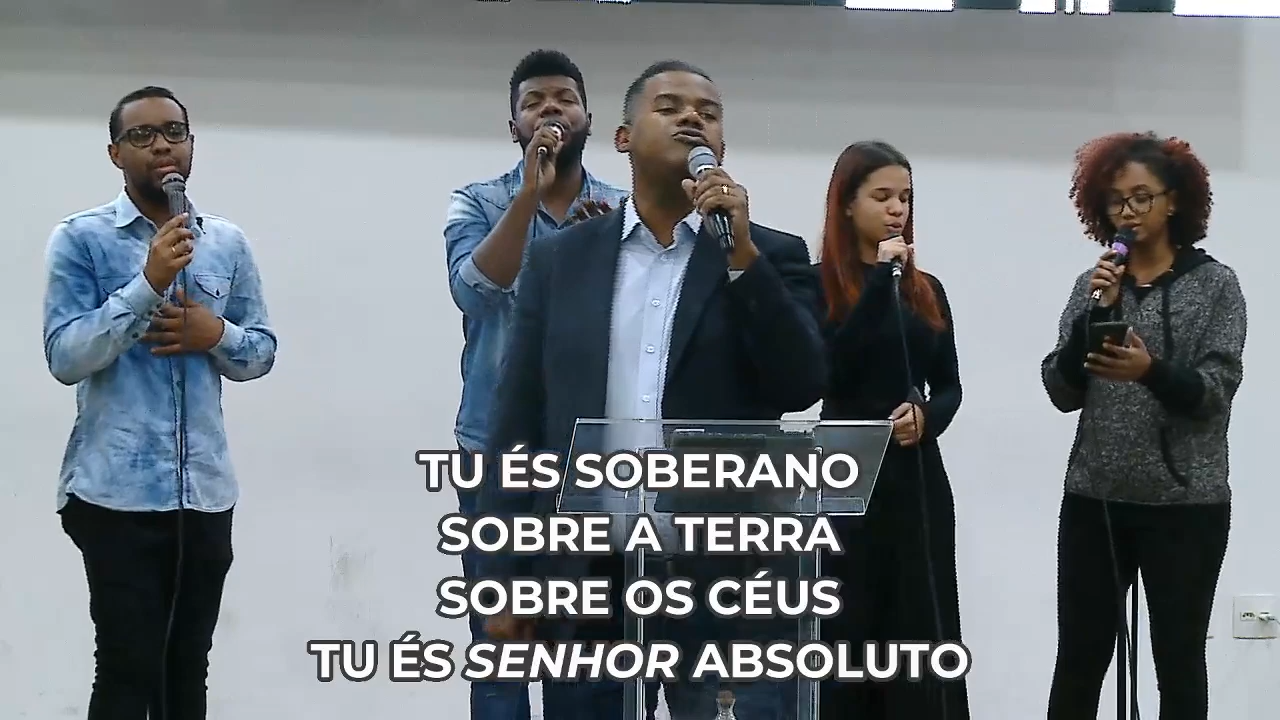 TU ÉS SOBERANO
SOBRE A TERRA
SOBRE OS CÉUS
TU ÉS SENHOR ABSOLUTO